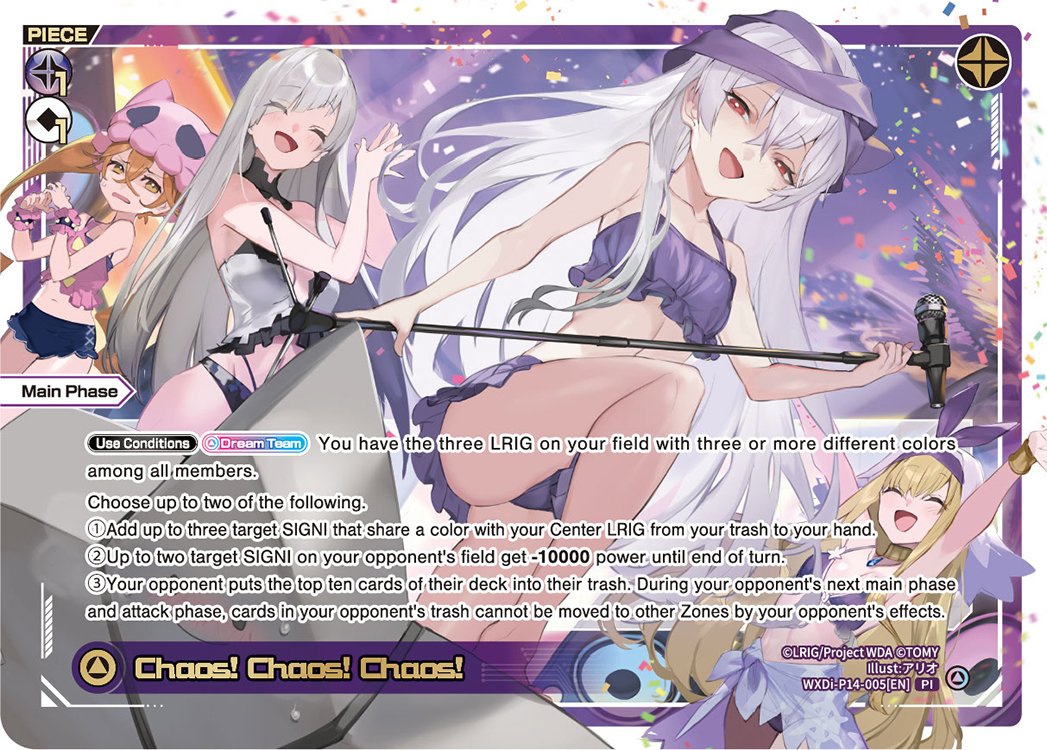 PIECE
1
1
Main Phase
Use Conditions Dream Team You have the three LRIG on your field with three or more different colors
among all members.
Choose up to two of the following.
①Add up to three target SIGNI that share a color with your Center LRIG from your trash to your hand.
②Up to two target SIGNI on your opponent's field get -10000 power until end of turn.
③Your opponent puts the top ten cards of their deck into their trash. During your opponent's next main phase
and attack phase, cards in your opponent's trash cannot be moved to other Zones by your opponent's effects.
Chaos! Chaos! Chaos!
©LRIG/Project WDA ©TOMY
Illust:アリオ
WXDi-P14-005[EN] PI